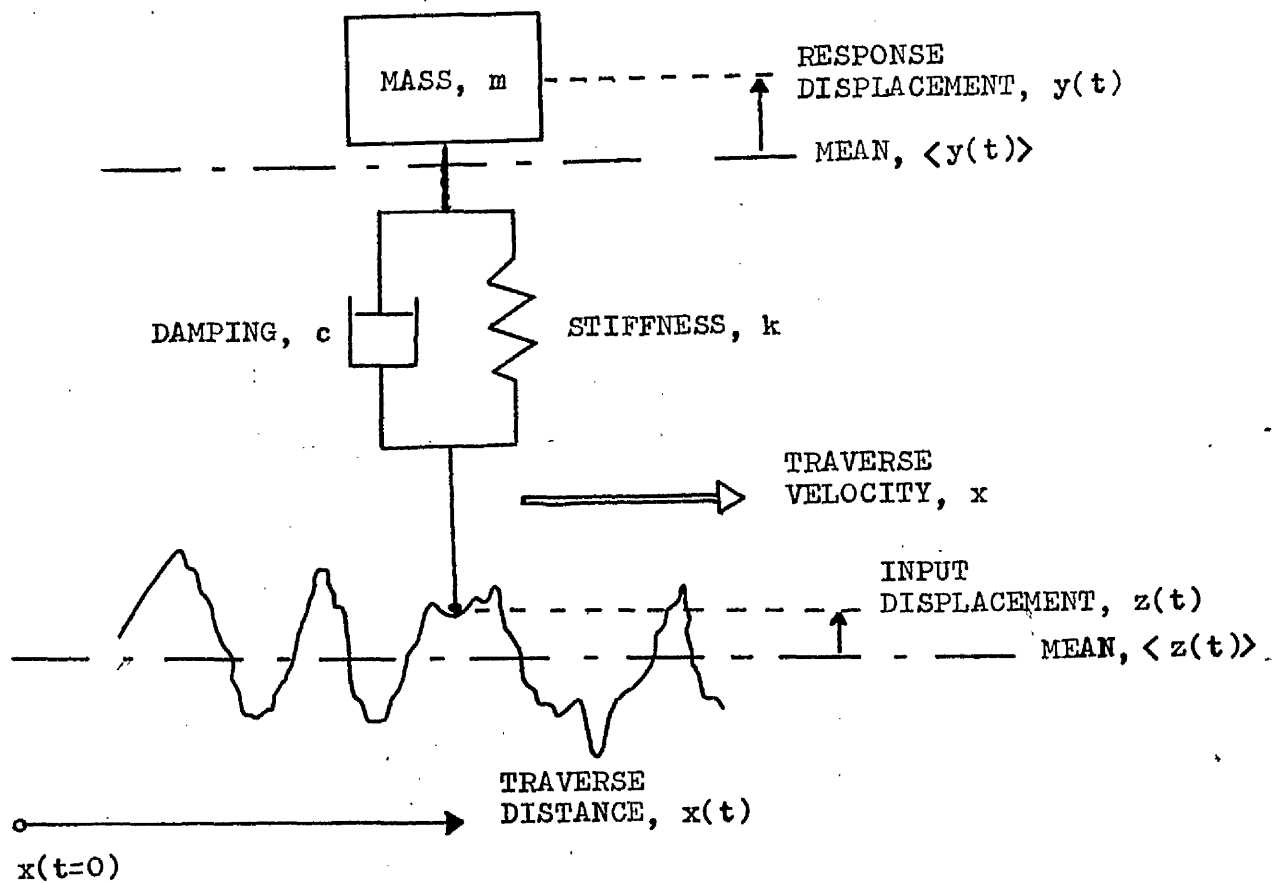 RESPONSE
MASS, m
DISPLACEMENT, y(t)
MEAN, <y(t)>
DAMPING, c
STIFFNESS, k
TRAVERSE
VELOCITY, x
INPUT
DISPLACEMENT, z(t)
MEAN, <z(t)>
TRAVERSE
DISTANCE, x(t)
x(t=0)